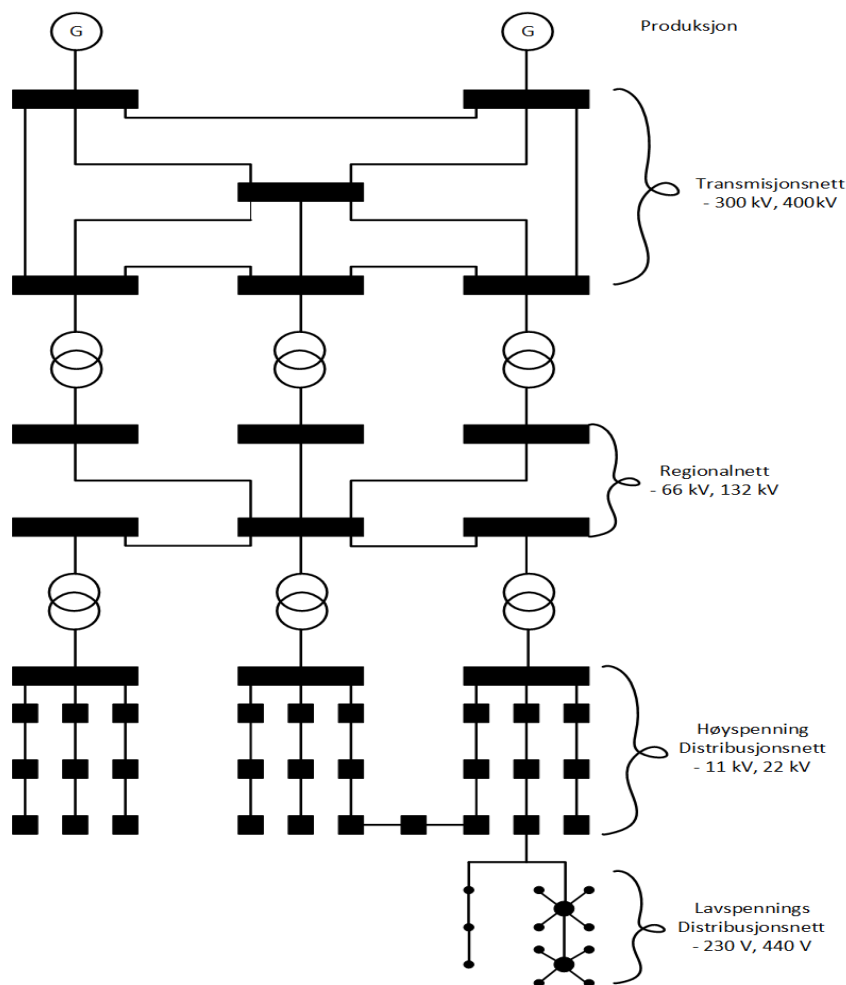 G
G
Produksjon
Transmisjonsnett
- 300 kV, 400kV
Regionalnett
- 66 kV, 132 kV
Høyspenning
Distribusjonsnett
- 11 kV, 22 kV
Lavspennings
Distribusjonsnett
- 230 V, 440 V